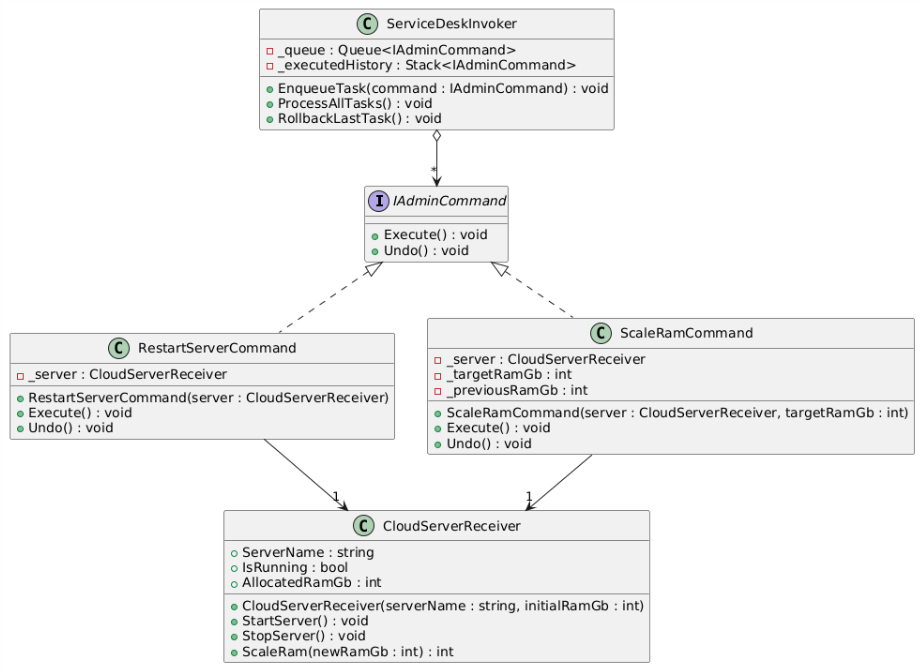 C ServiceDeskInvoker
_queue : Queue<IAdminCommand>
_executedHistory : Stack<IAdminCommand>
EnqueueTask(command : IAdminCommand) : void
ProcessAllTasks() : void
RollbackLastTask() : void
*
I IAdminCommand
Execute() : void
Undo() : void
C RestartServerCommand
_server : CloudServerReceiver
RestartServerCommand(server : CloudServerReceiver)
Execute() : void
Undo() : void
C ScaleRamCommand
_server : CloudServerReceiver
_targetRamGb : int
_previousRamGb : int
ScaleRamCommand(server : CloudServerReceiver, targetRamGb : int)
Execute() : void
Undo() : void
1
1
C CloudServerReceiver
ServerName : string
IsRunning : bool
AllocatedRamGb : int
CloudServerReceiver(serverName : string, initialRamGb : int)
StartServer() : void
StopServer() : void
ScaleRam(newRamGb : int) : int